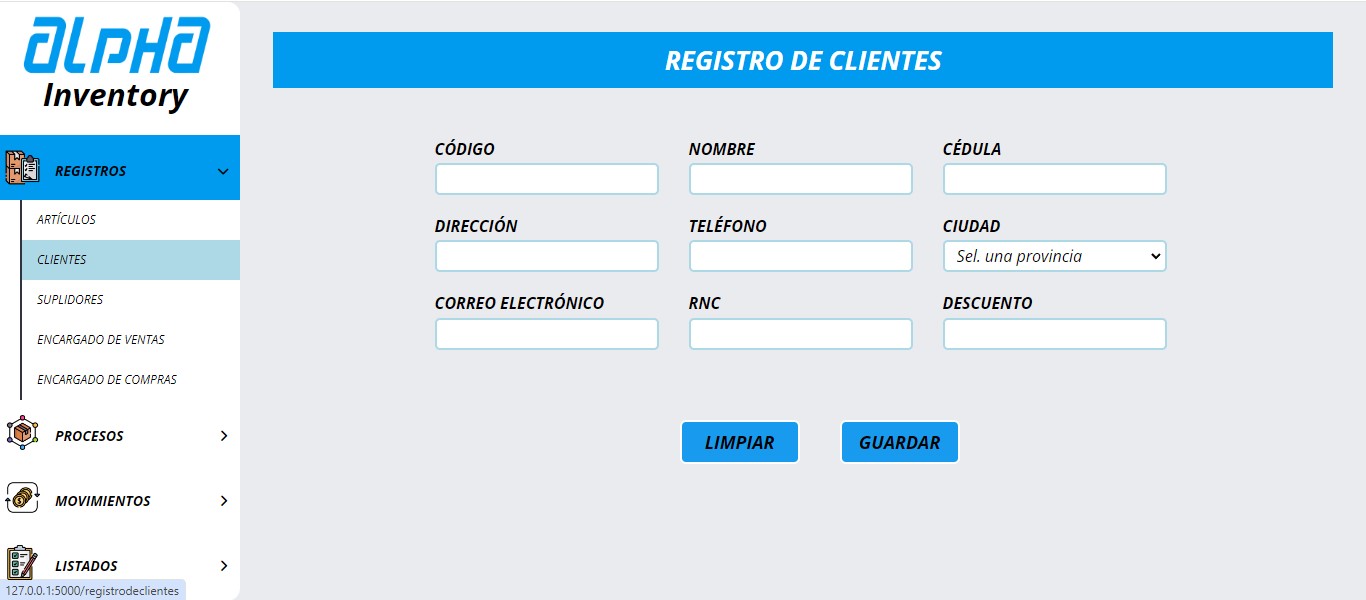 ALPHA
Inventory
REGISTROS
ARTÍCULOS
CLIENTES
SUPLIDORES
ENCARGADO DE VENTAS
ENCARGADO DE COMPRAS
PROCESOS
MOVIMIENTOS
LISTADOS
127.0.0.1:5000/registrodeclientes
REGISTRO DE CLIENTES
CÓDIGO NOMBRE CÉDULA
DIRECCIÓN TELÉFONO CIUDAD
Sel. una provincia
CORREO ELECTRÓNICO RNC DESCUENTO
LIMPIAR GUARDAR